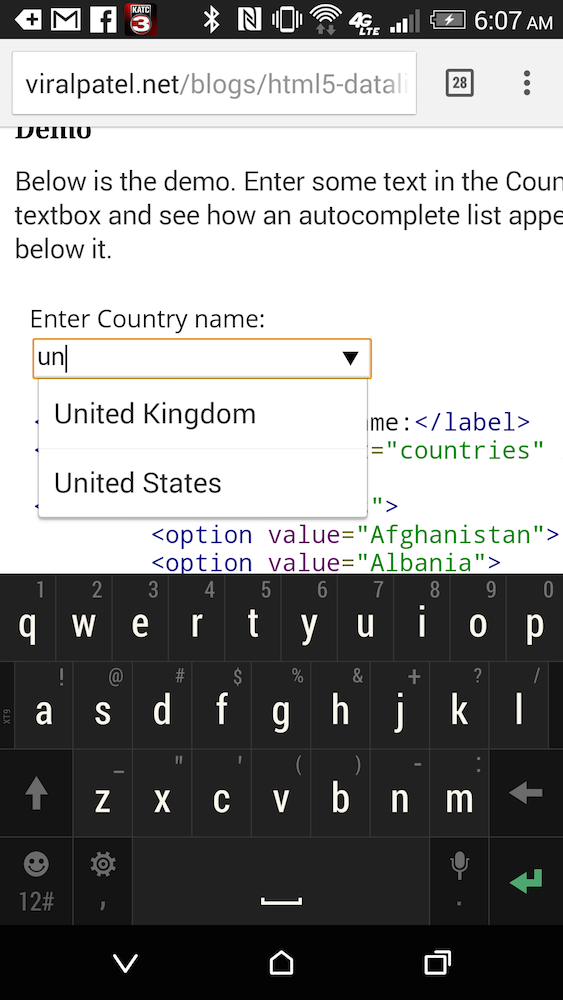 KATC 3
4G LTE
6:07 AM
viralpatel.net/blogs/html5-datali
28
Demo
Below is the demo. Enter some text in the Coun
textbox and see how an autocomplete list appe
below it.
Enter Country name:
un
United Kingdom
United States
me:</label>
="countries"
">
<option value="Afghanistan">
<option value="Albania">
1 2 3 4 5 6 7 8 9 0
q w e r t y u i o p
! @ # $ % & + ? /
XT9 a s d f g h j k l
_ " ' ( ) - :
z x c v b n m
12# , .